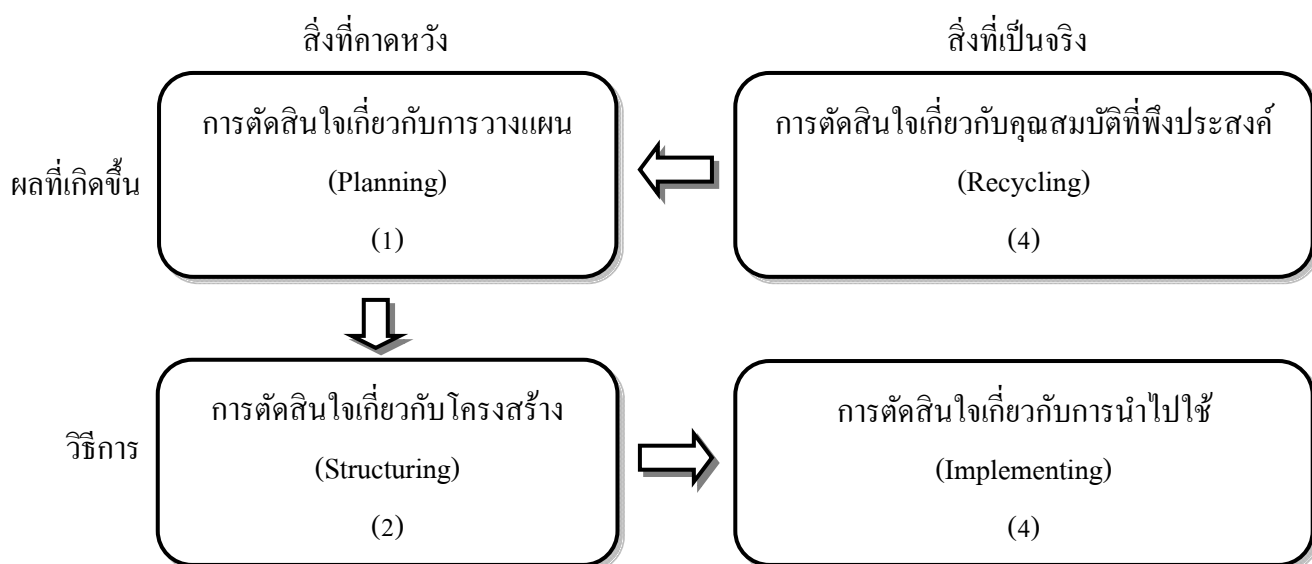 สิ่งที่คาดหวัง
สิ่งที่เป็นจริง
ผลที่เกิดขึ้น
การตัดสินใจเกี่ยวกับการวางแผน
(Planning)
(1)
การตัดสินใจเกี่ยวกับคุณสมบัติที่พึงประสงค์
(Recycling)
(4)
วิธีการ
การตัดสินใจเกี่ยวกับโครงสร้าง
(Structuring)
(2)
การตัดสินใจเกี่ยวกับการนำไปใช้
(Implementing)
(4)